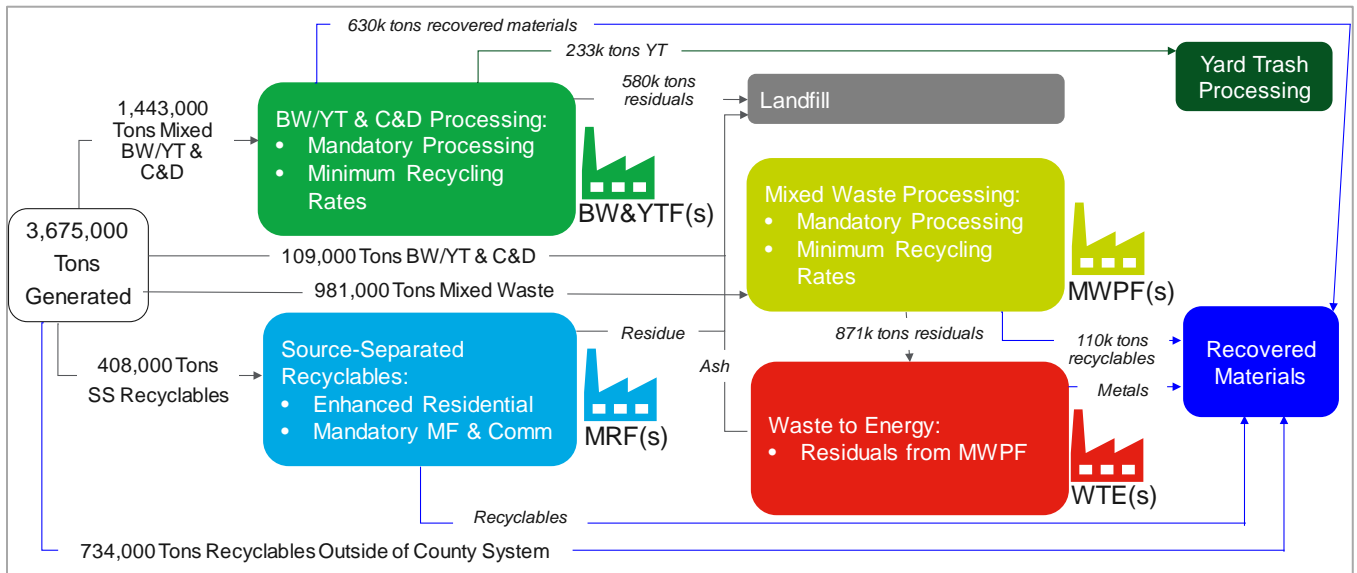 630k tons recovered materials
233k tons YT
580k tons
residuals
Yard Trash
Processing
1,443,000
Tons Mixed
BW/YT &
C&D
BW/YT & C&D Processing:
• Mandatory Processing
• Minimum Recycling
Rates
BW&YTF(s)
Landfill
Mixed Waste Processing:
• Mandatory Processing
• Minimum Recycling
Rates
MWPF(s)
3,675,000
Tons
Generated
109,000 Tons BW/YT & C&D
981,000 Tons Mixed Waste
408,000 Tons
SS Recyclables
Source-Separated
Recyclables:
• Enhanced Residential
• Mandatory MF & Comm
MRF(s)
Residue
Ash
871k tons residuals
110k tons
recyclables
Metals
Recovered
Materials
Waste to Energy:
• Residuals from MWPF
WTE(s)
Recyclables
734,000 Tons Recyclables Outside of County System